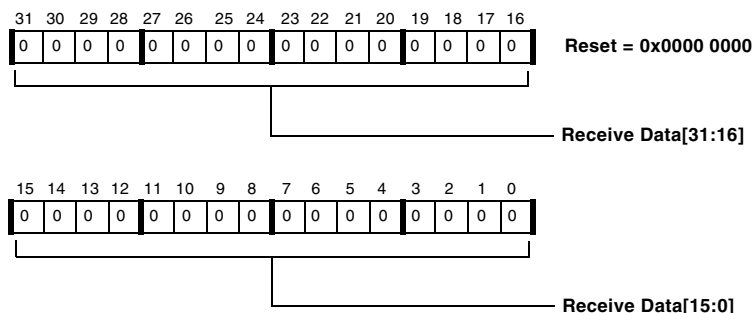 31 30 29 28 27 26 25 24 23 22 21 20 19 18 17 16
0 0 0 0 0 0 0 0 0 0 0 0 0 0 0 0 Reset = 0x0000 0000
Receive Data[31:16]
15 14 13 12 11 10 9 8 7 6 5 4 3 2 1 0
0 0 0 0 0 0 0 0 0 0 0 0 0 0 0 0
Receive Data[15:0]